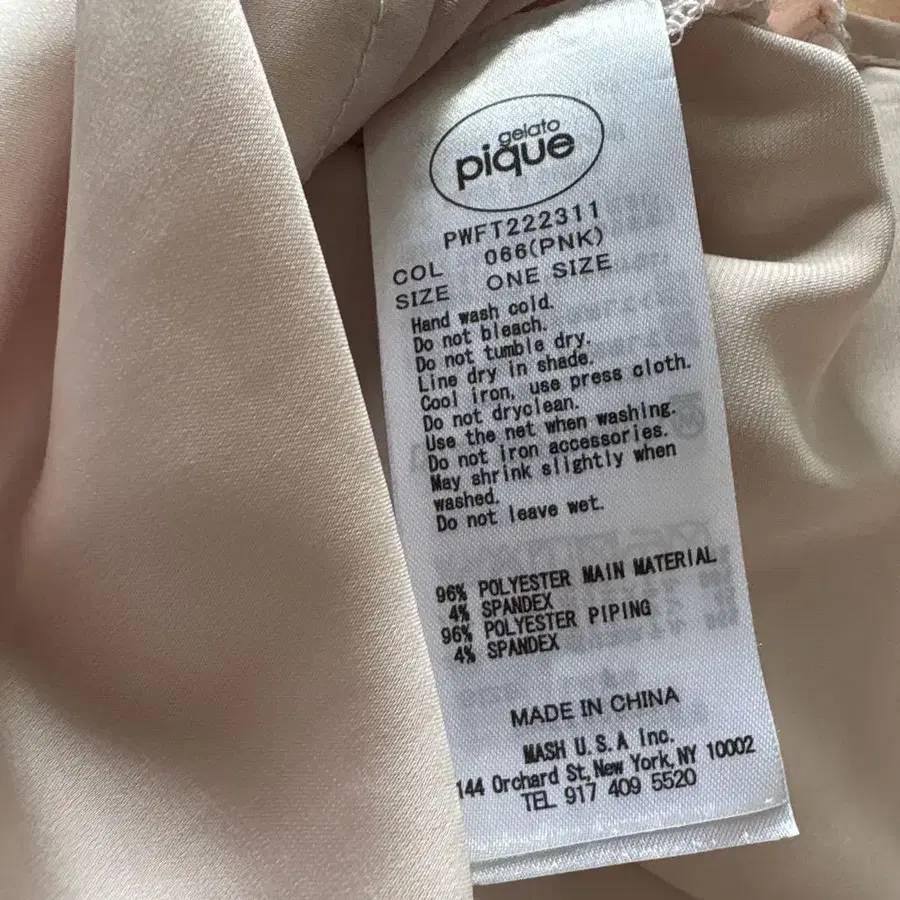 gelato
pique
PWFT222311
COL 066(PNK)
SIZE ONE SIZE
Hand wash cold.
Do not bleach.
Do not tumble dry.
Line dry in shade.
Cool iron, use press cloth.
Do not dryclean.
Use the net when washing.
Do not iron accessories.
May shrink slightly when
washed.
Do not leave wet.
96% POLYESTER MAIN MATERIAL
4% SPANDEX
96% POLYESTER PIPING
4% SPANDEX
MADE IN CHINA
MASH U.S.A Inc.
144 Orchard St, New York, NY 10002
TEL 917 409 5520